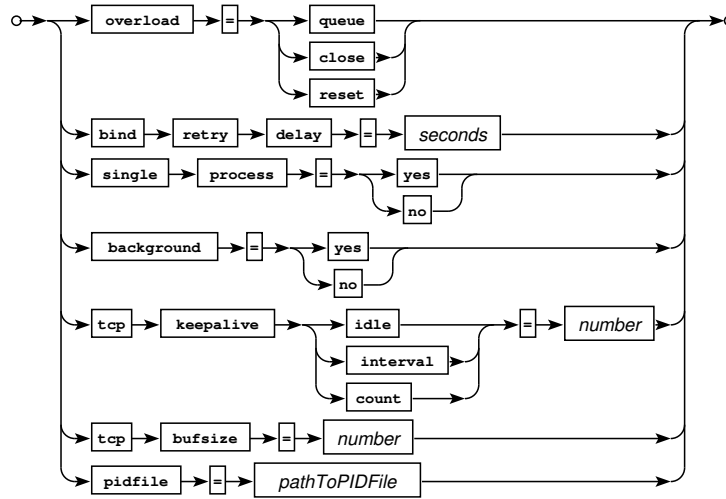 overload = queue
close
reset
bind retry delay = seconds
single process = yes
no
background = yes
no
tcp keepalive idle = number
interval
count
tcp bufsize = number
pidfile = pathToPIDFile